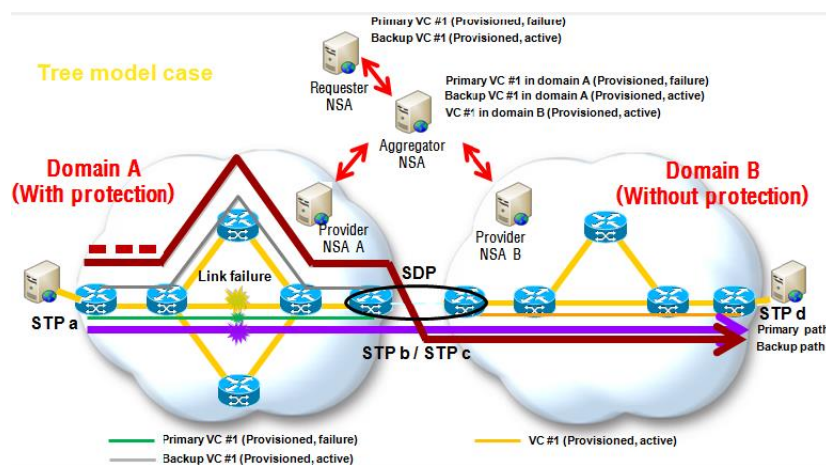 Primary VC #1 (Provisioned, failure)
Backup VC #1 (Provisioned, active)
Tree model case
Requester
NSA
Primary VC #1 in domain A (Provisioned, failure)
Backup VC #1 in domain A (Provisioned, active)
VC #1 in domain B (Provisioned, active)
Aggregator
NSA
Domain A
(With protection)
Domain B
(Without protection)
Provider
NSA A
Provider
NSA B
Link failure
SDP
STP a
STP d
Primary path
STP b / STP c
Backup path
Primary VC #1 (Provisioned, failure)
VC #1 (Provisioned, active)
Backup VC #1 (Provisioned, active)